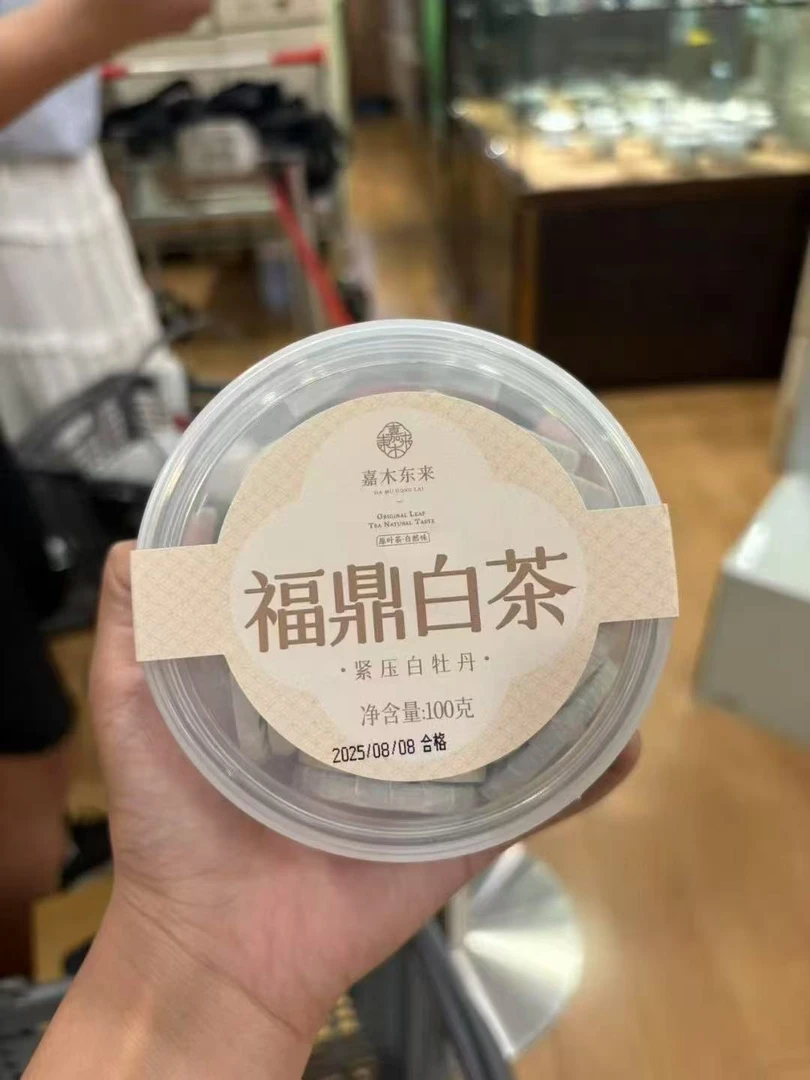 嘉木东来
JIA MU DONG LAI
ORIGINAL LEAF
TEA NATURAL TASTE
原叶茶·自然味
福鼎白茶
·紧压白牡丹·
净含量:100克
2025/08/08 合格